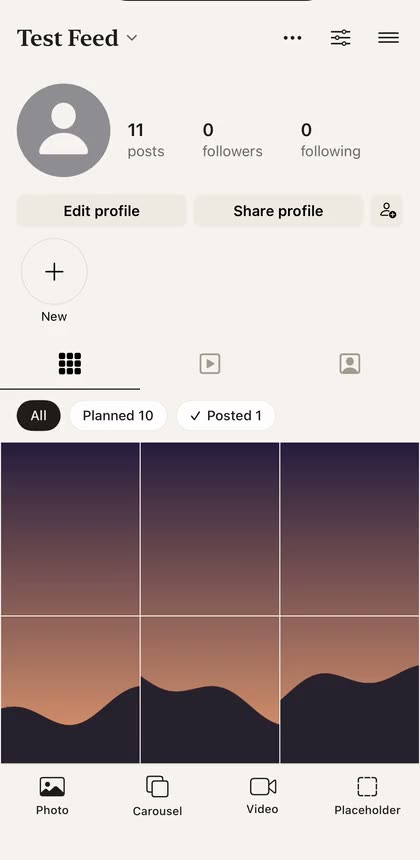 Test Feed
11 0 0
posts followers following
Edit profile Share profile
New
All Planned 10 ✓ Posted 1
Photo Carousel Video Placeholder